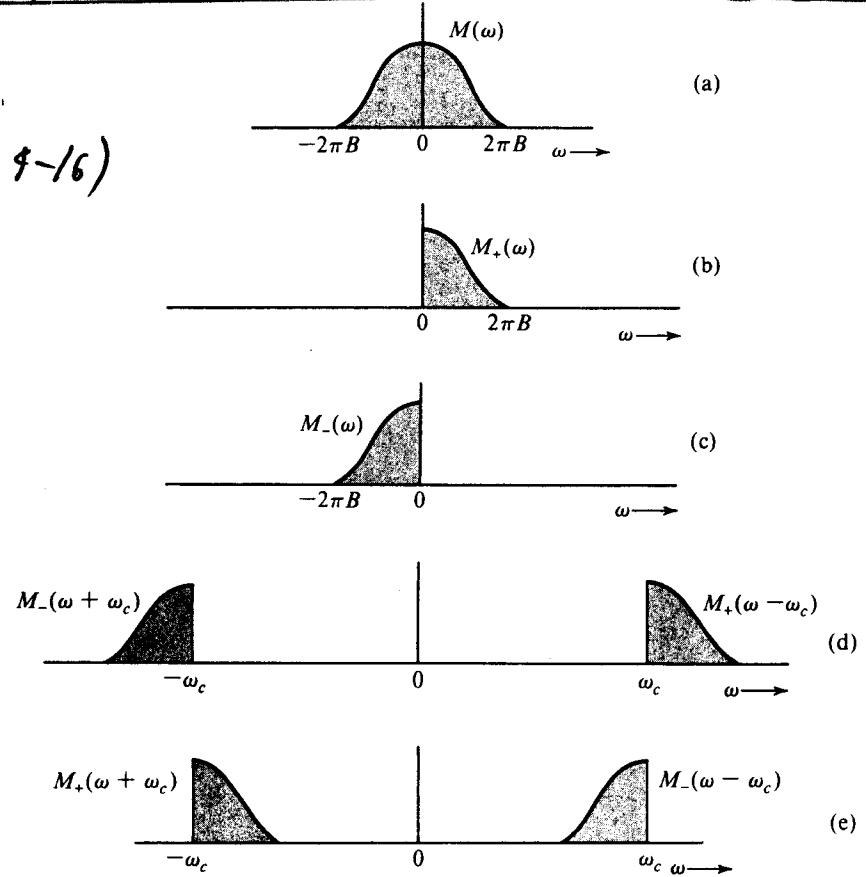 M(ω)
(a)
−2πB 0 2πB ω→
4-16)
M₊(ω)
(b)
0 2πB ω→
M₋(ω)
(c)
−2πB 0 ω→
M₋(ω + ω_c) M₊(ω −ω_c)
(d)
−ω_c 0 ω_c ω→
M₊(ω + ω_c) M₋(ω − ω_c)
(e)
−ω_c 0 ω_c ω→